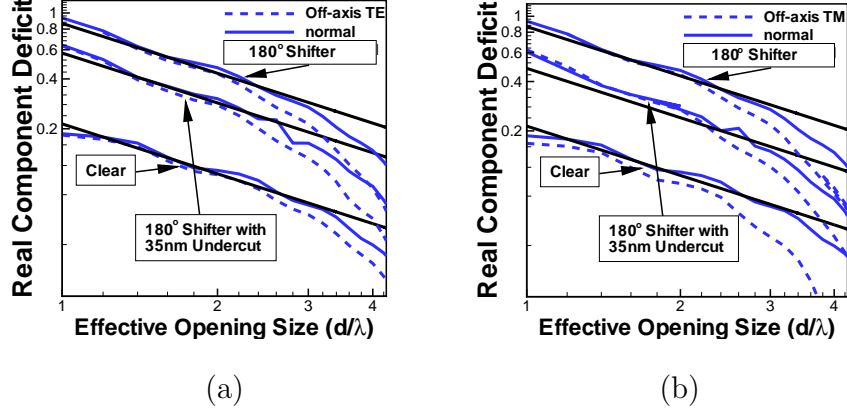 Real Component Deficit
1
0.8
0.6
0.4
0.2
Off-axis TE
normal
180° Shifter
Clear
180° Shifter with
35nm Undercut
1
2
3
4
Effective Opening Size (d/λ)
(a)
Real Component Deficit
1
0.8
0.6
0.4
0.2
Off-axis TM
normal
180° Shifter
Clear
180° Shifter with
35nm Undercut
1
2
3
4
Effective Opening Size (d/λ)
(b)